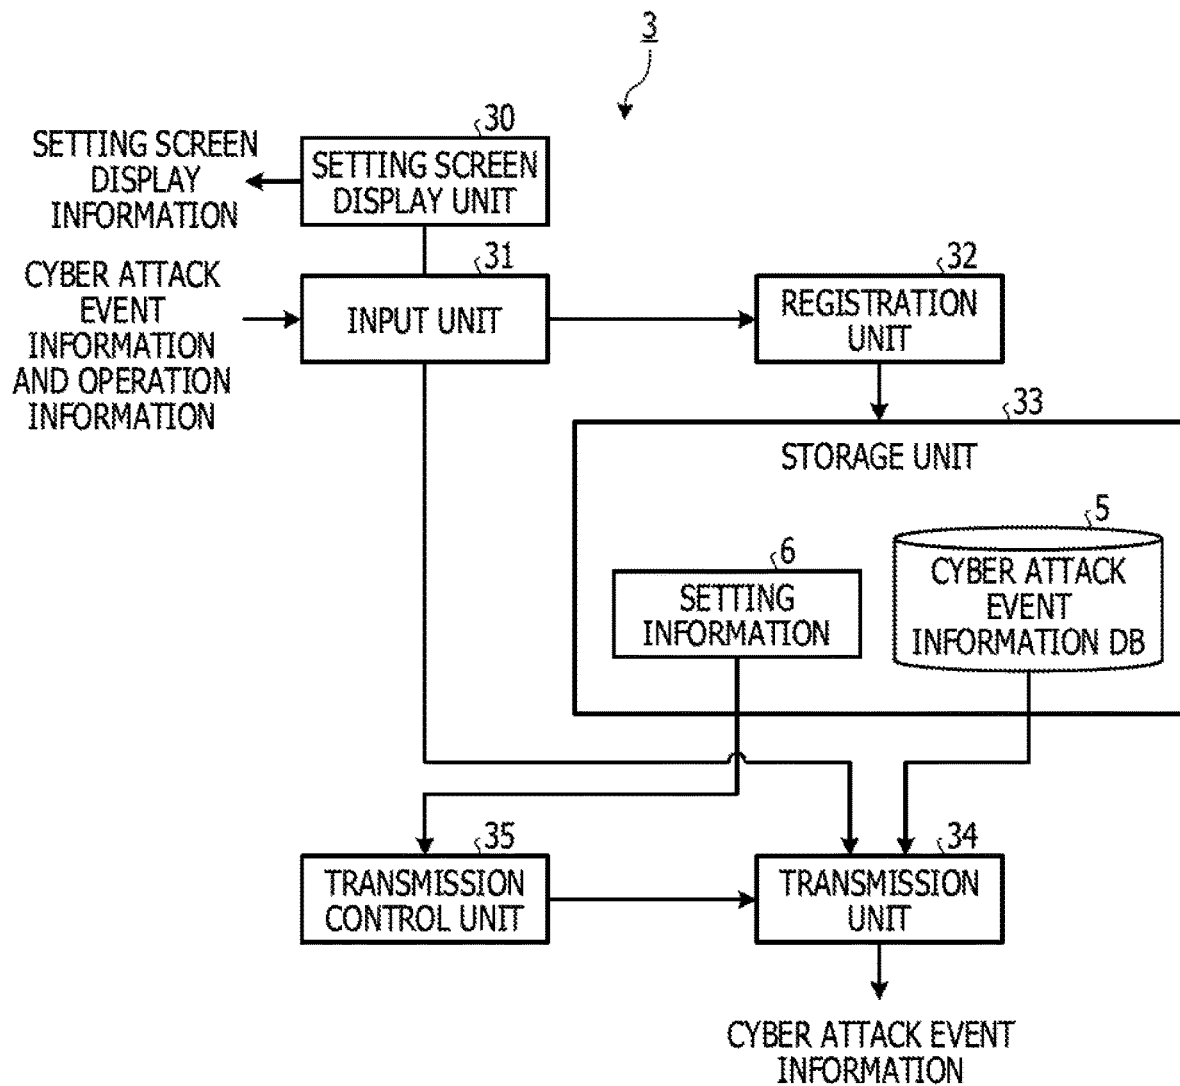 3
30
SETTING SCREEN
DISPLAY
INFORMATION
SETTING SCREEN
DISPLAY UNIT
31
32
CYBER ATTACK
EVENT
INFORMATION
AND OPERATION
INFORMATION
INPUT UNIT
REGISTRATION
UNIT
33
STORAGE UNIT
6
SETTING
INFORMATION
5
CYBER ATTACK
EVENT
INFORMATION DB
35
TRANSMISSION
CONTROL UNIT
34
TRANSMISSION
UNIT
CYBER ATTACK EVENT
INFORMATION